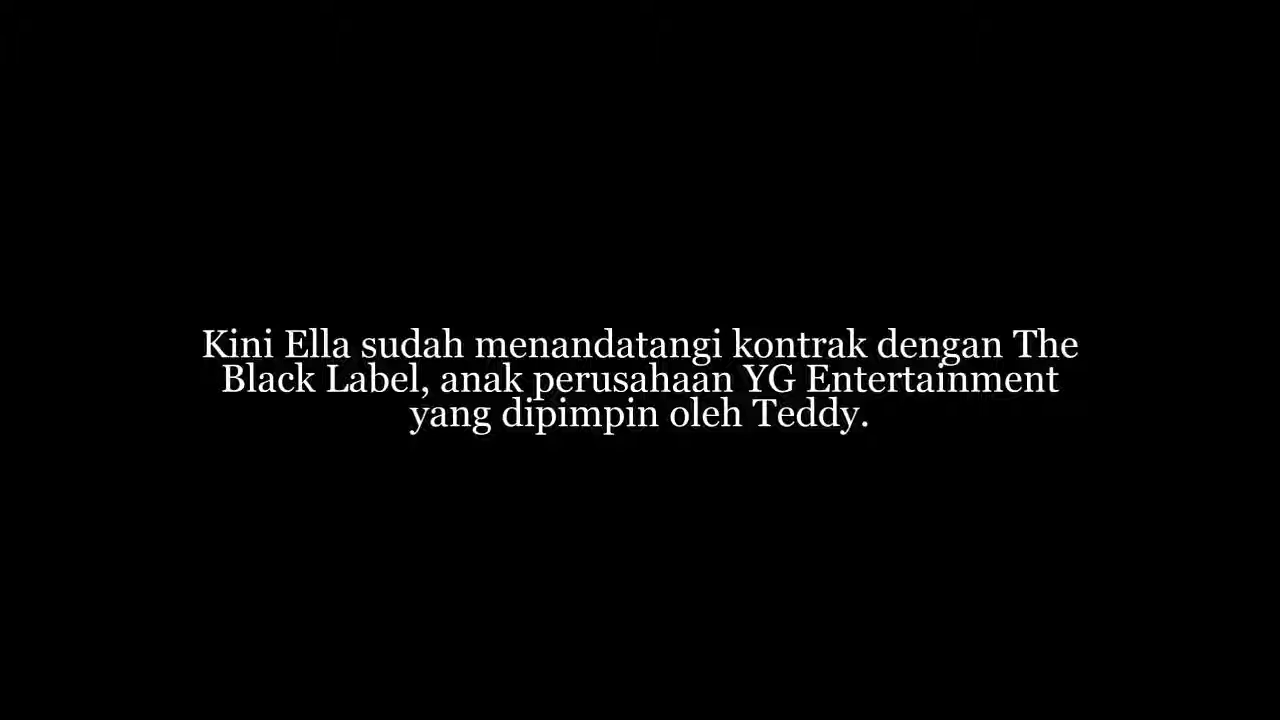 Kini Ella sudah menandatangi kontrak dengan The
Black Label, anak perusahaan YG Entertainment
yang dipimpin oleh Teddy.